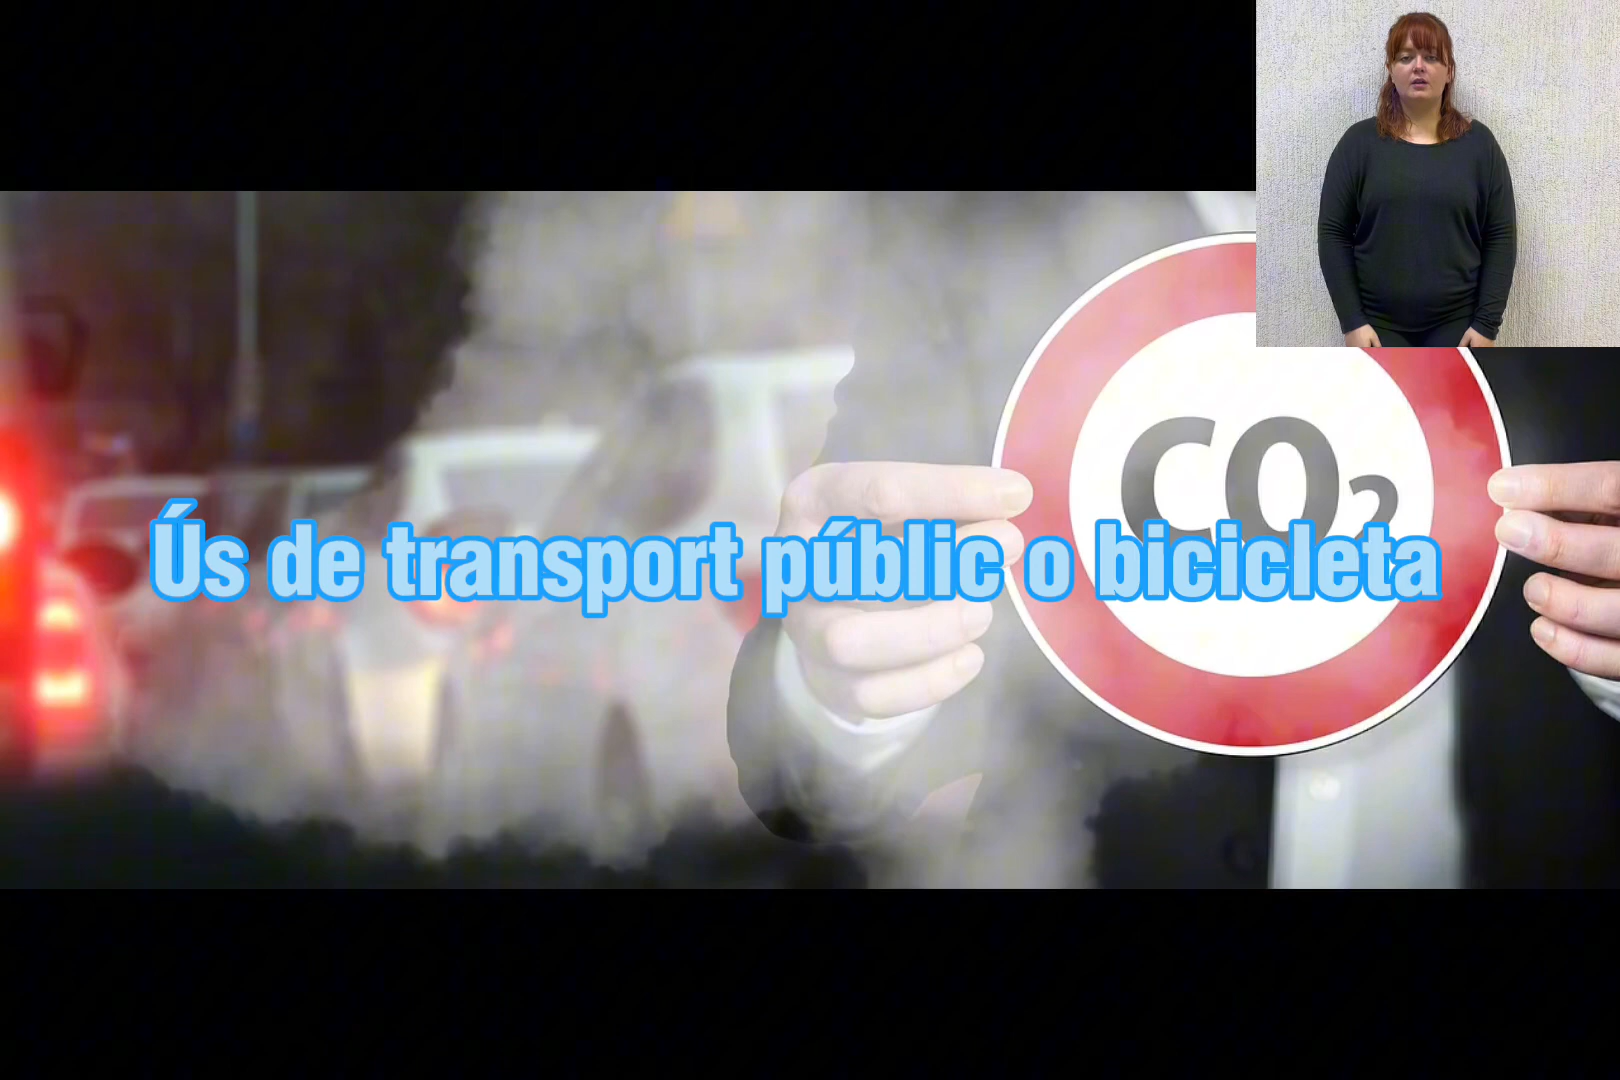 CO₂
Ús de transport públic o bicicleta